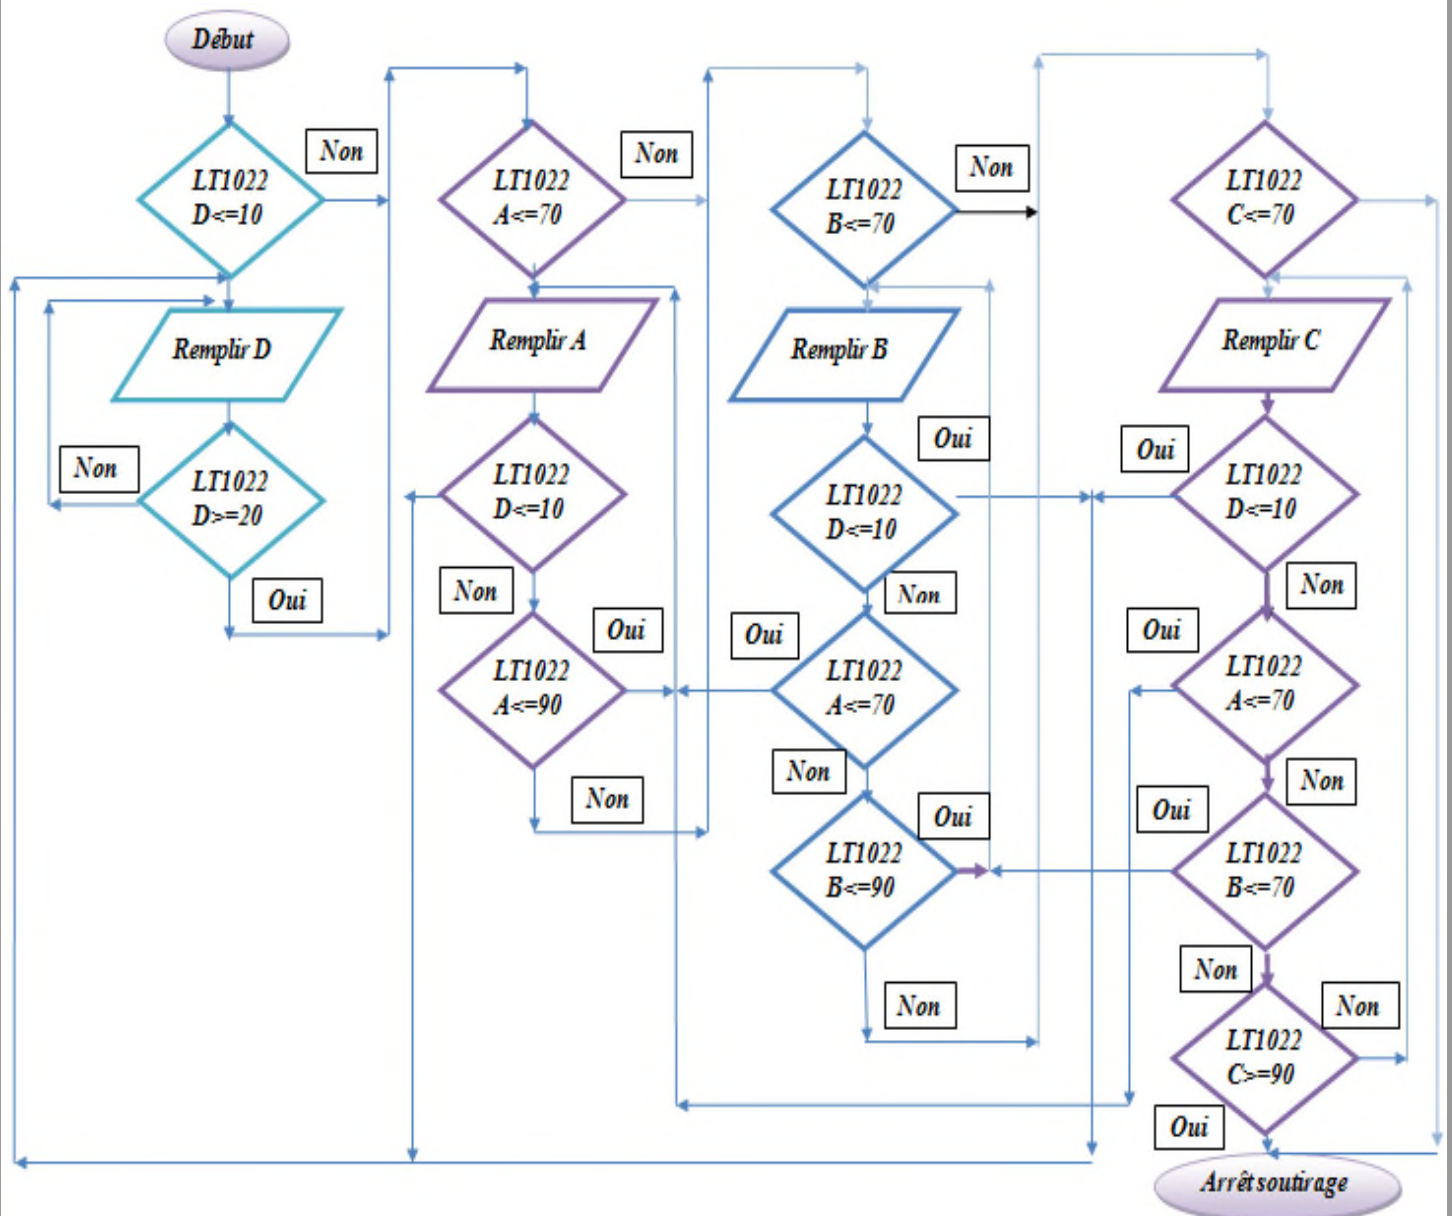 Début
Non
LT1022
D<=10
Remplir D
Non
LT1022
D>=20
Oui
Non
LT1022
A<=70
Remplir A
LT1022
D<=10
Non
Oui
LT1022
A<=90
Non
Non
LT1022
B<=70
Remplir B
Oui
LT1022
D<=10
Non
Oui
LT1022
A<=70
Non
Oui
LT1022
B<=90
Non
LT1022
C<=70
Remplir C
Oui
LT1022
D<=10
Non
Oui
LT1022
A<=70
Non
Oui
LT1022
B<=70
Non
Non
LT1022
C>=90
Oui
Arrêt soutirage